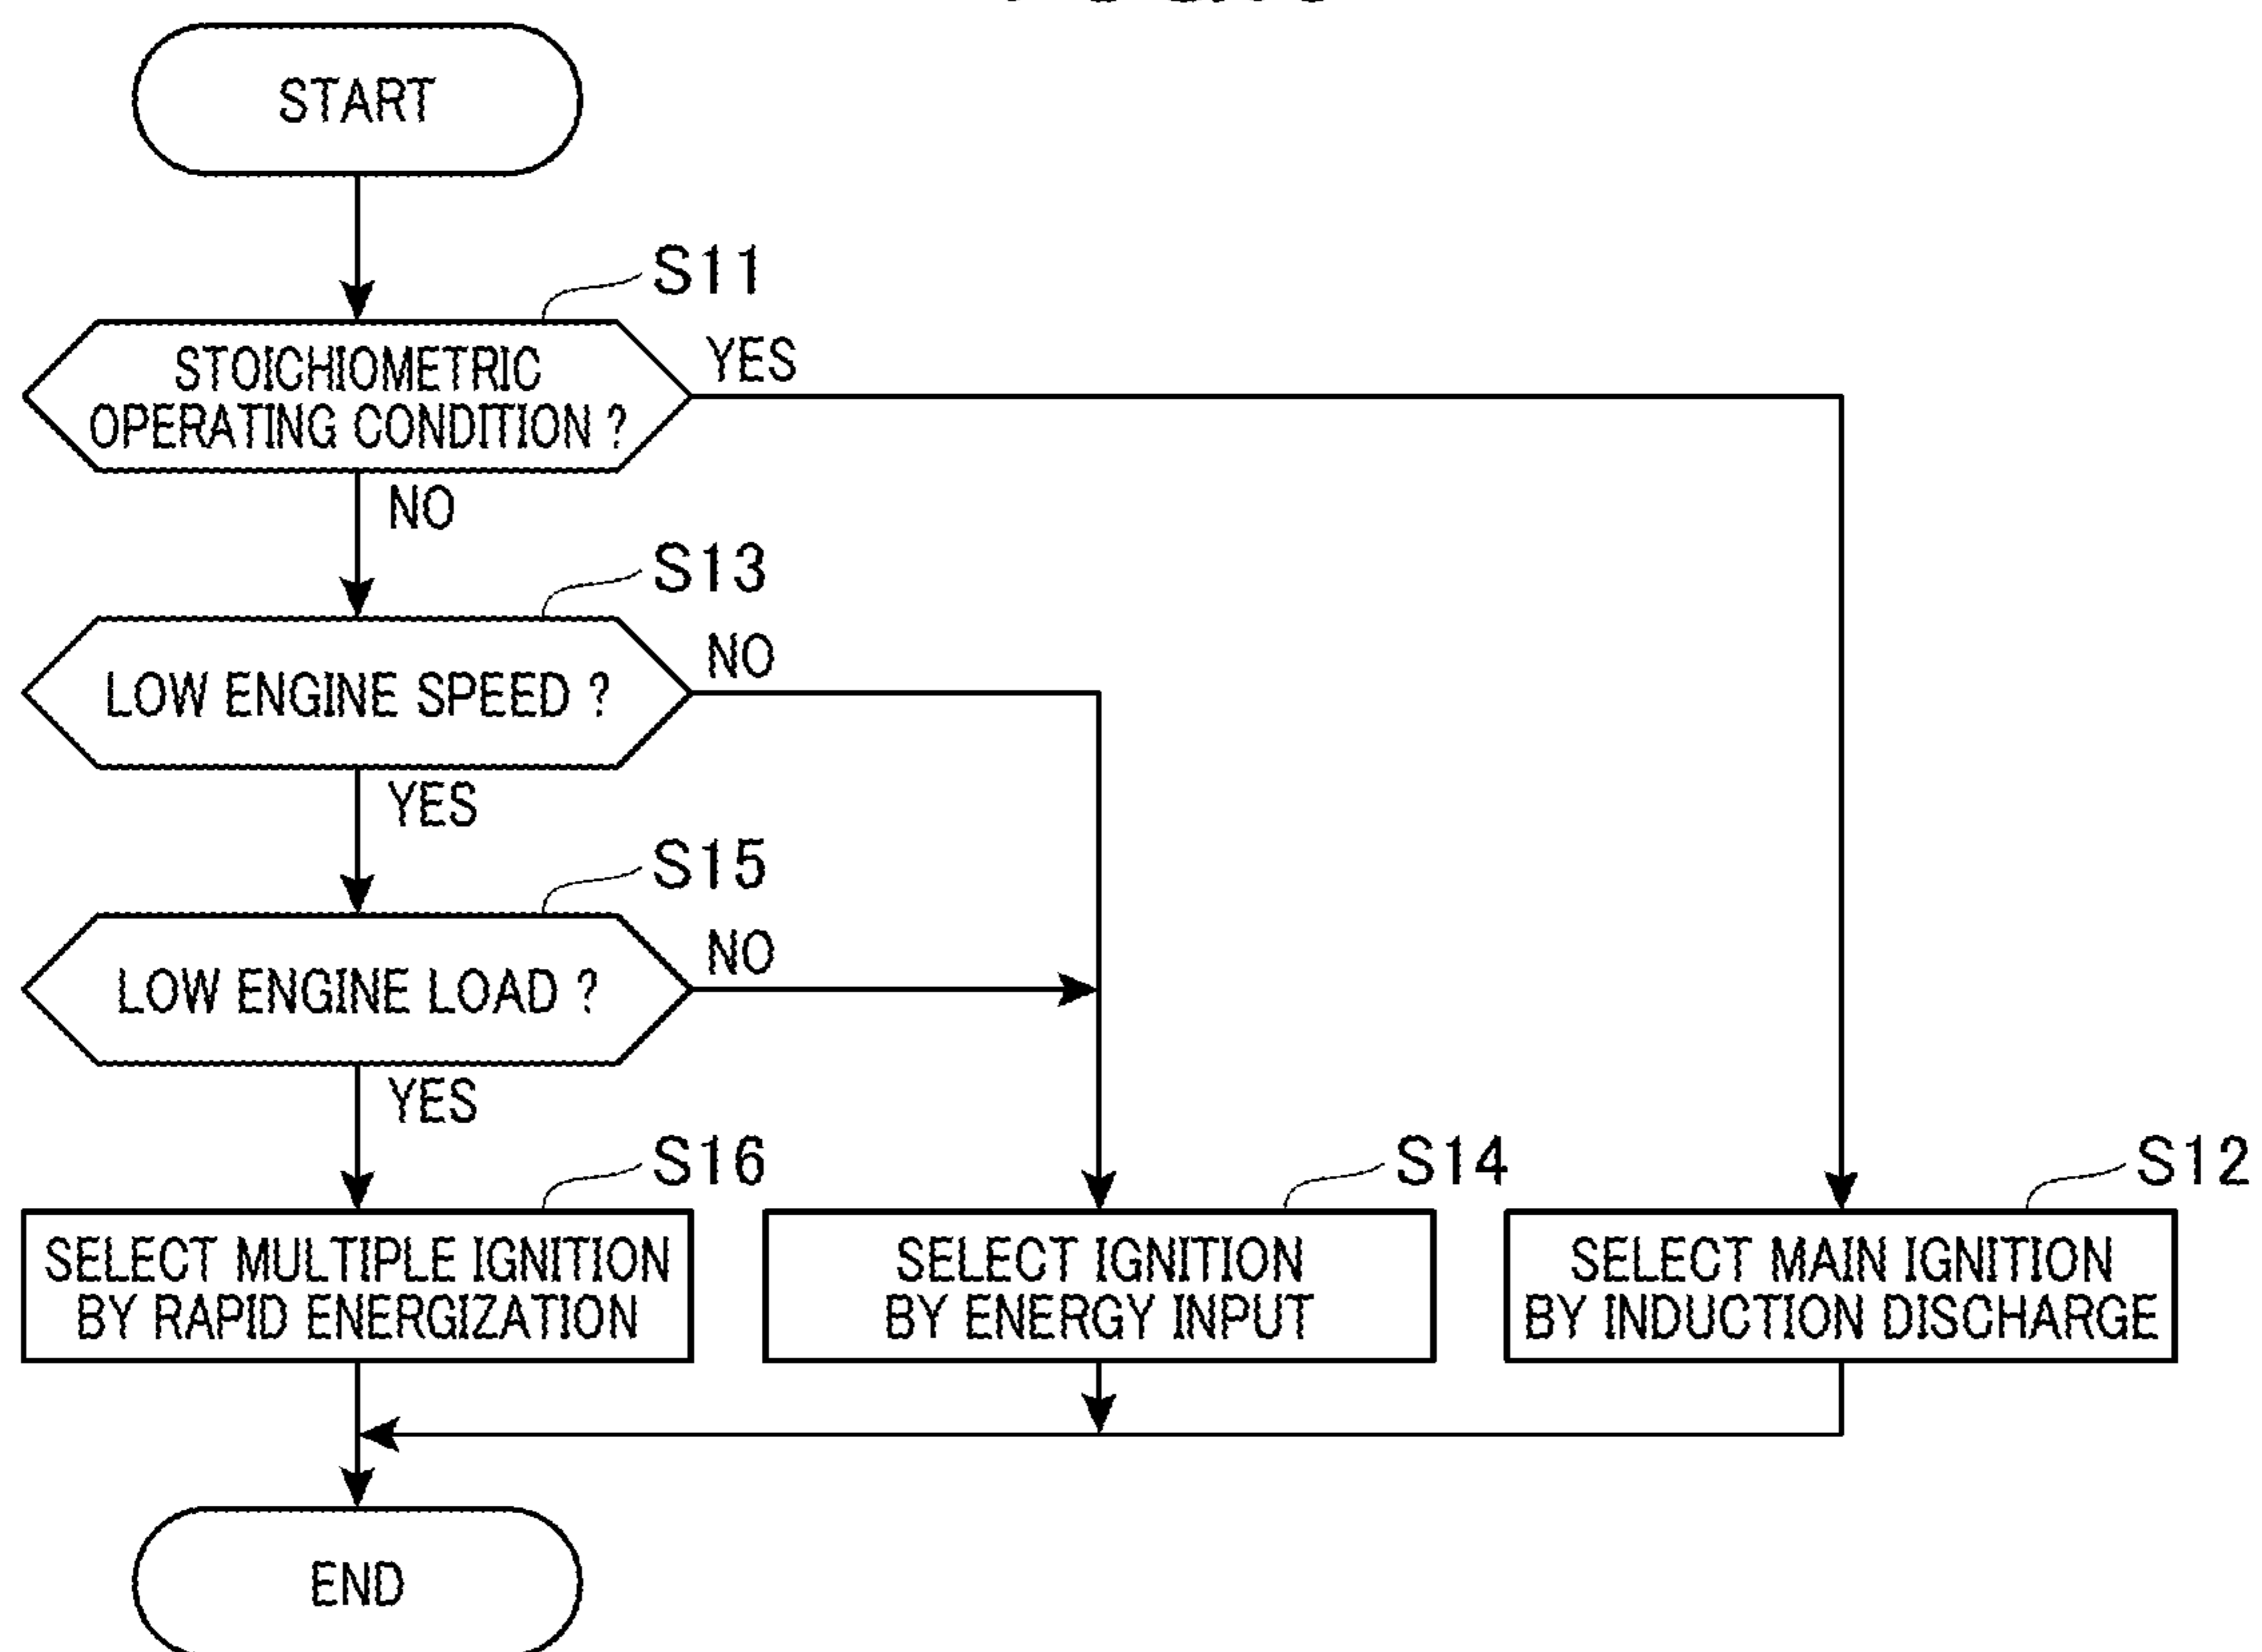 START
S11
STOICHIOMETRIC
OPERATING CONDITION ?
YES
NO
S13
LOW ENGINE SPEED ?
NO
YES
S15
LOW ENGINE LOAD ?
NO
YES
S16
SELECT MULTIPLE IGNITION
BY RAPID ENERGIZATION
S14
SELECT IGNITION
BY ENERGY INPUT
S12
SELECT MAIN IGNITION
BY INDUCTION DISCHARGE
END